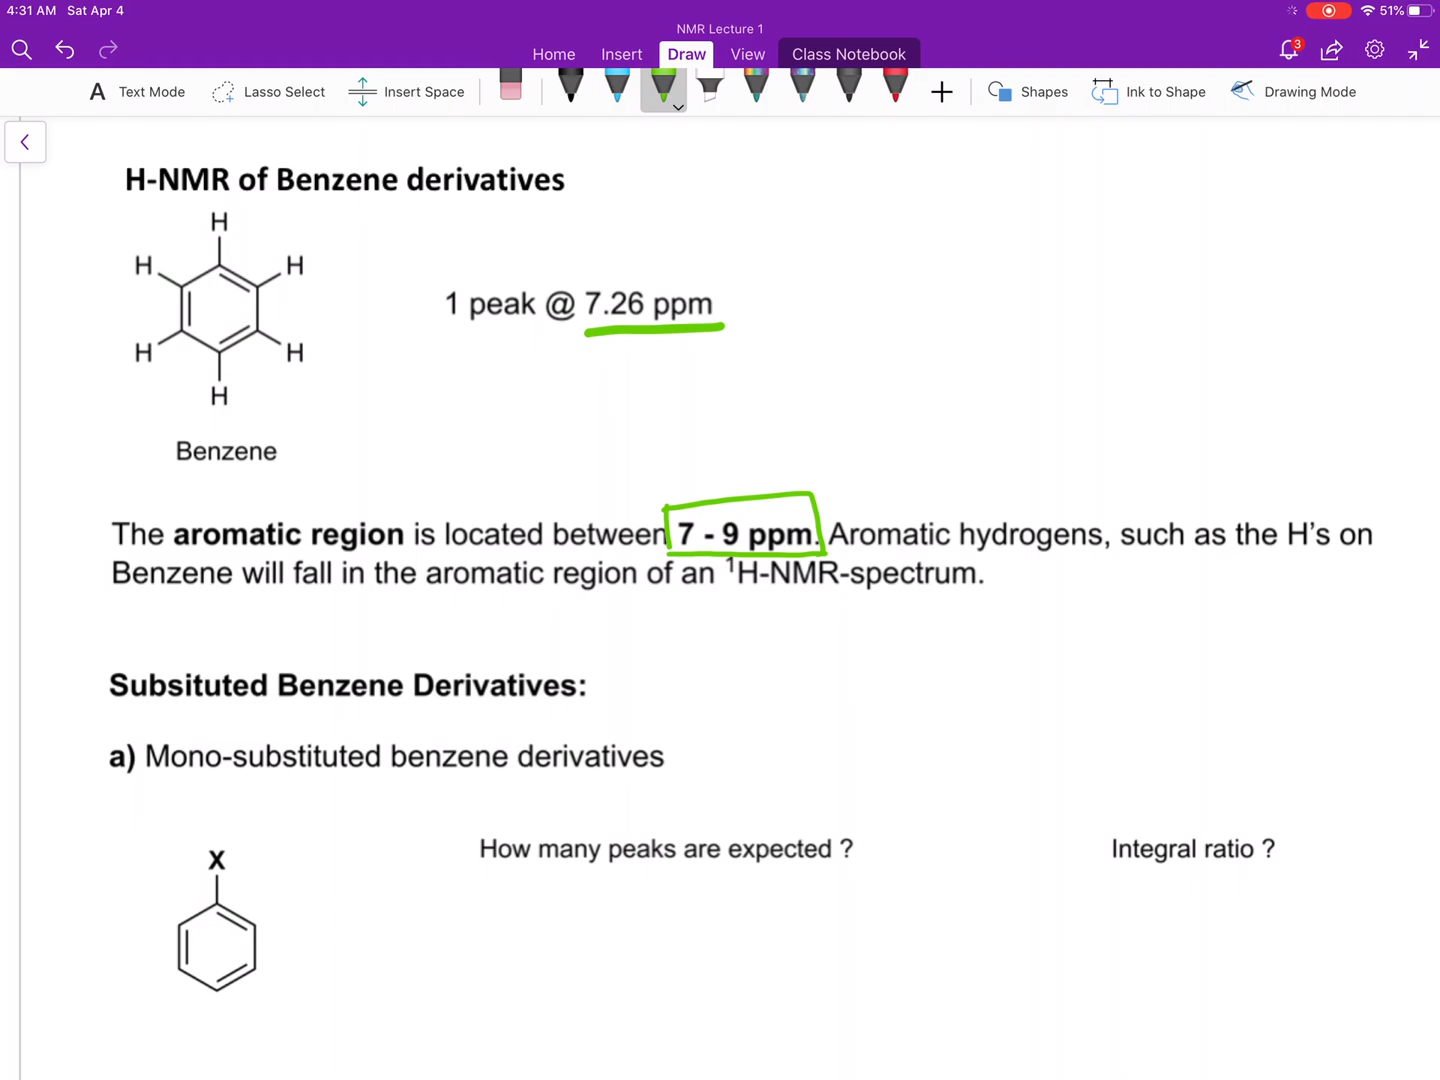 4:31 AM Sat Apr 4
51%
NMR Lecture 1
Home Insert Draw View Class Notebook
3
A Text Mode Lasso Select Insert Space Shapes Ink to Shape Drawing Mode
H-NMR of Benzene derivatives
H
H H
1 peak @ 7.26 ppm
H H
H
Benzene
The aromatic region is located between 7 - 9 ppm. Aromatic hydrogens, such as the H's on
Benzene will fall in the aromatic region of an ¹H-NMR-spectrum.
Subsituted Benzene Derivatives:
a) Mono-substituted benzene derivatives
How many peaks are expected ? Integral ratio ?
X